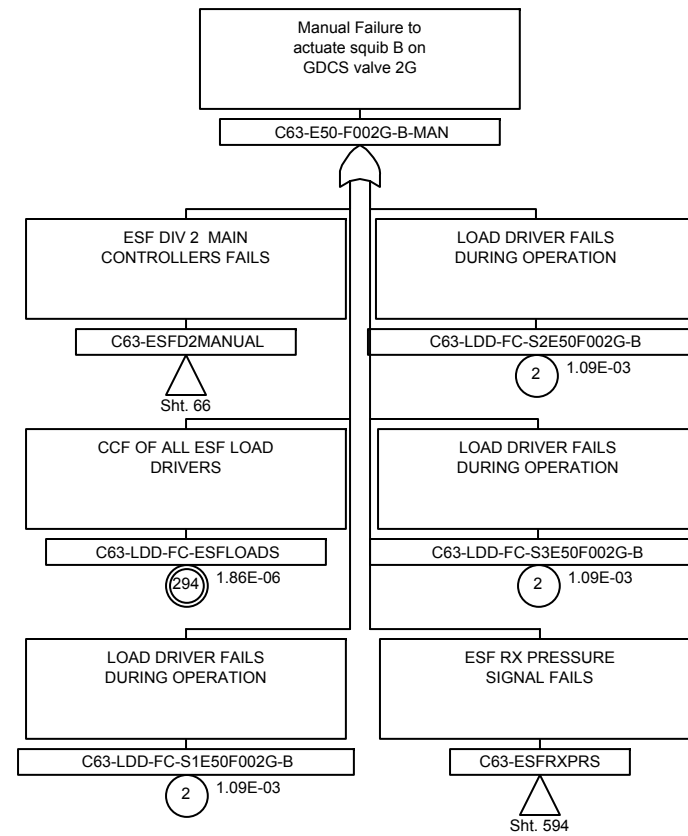 Manual Failure to
actuate squib B on
GDCS valve 2G
C63-E50-F002G-B-MAN
ESF DIV 2 MAIN
CONTROLLERS FAILS
C63-ESFD2MANUAL
Sht. 66
LOAD DRIVER FAILS
DURING OPERATION
C63-LDD-FC-S2E50F002G-B
2
1.09E-03
CCF OF ALL ESF LOAD
DRIVERS
C63-LDD-FC-ESFLOADS
294
1.86E-06
LOAD DRIVER FAILS
DURING OPERATION
C63-LDD-FC-S3E50F002G-B
2
1.09E-03
LOAD DRIVER FAILS
DURING OPERATION
C63-LDD-FC-S1E50F002G-B
2
1.09E-03
ESF RX PRESSURE
SIGNAL FAILS
C63-ESFRXPRS
Sht. 594